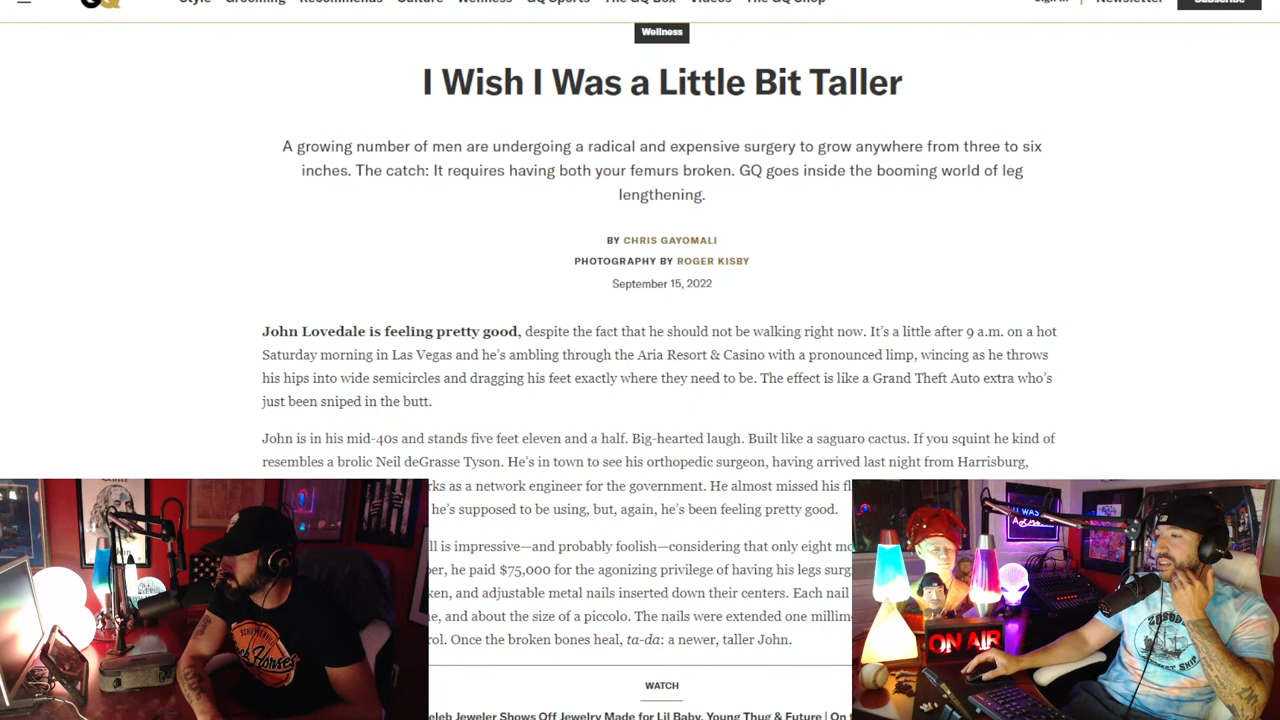 GQ
Style Grooming Recommends Culture Wellness GQ Sports The GQ Box Videos The GQ Shop
Sign In Newsletter Subscribe
Wellness
I Wish I Was a Little Bit Taller
A growing number of men are undergoing a radical and expensive surgery to grow anywhere from three to six
inches. The catch: It requires having both your femurs broken. GQ goes inside the booming world of leg
lengthening.
BY CHRIS GAYOMALI
PHOTOGRAPHY BY ROGER KISBY
September 15, 2022
John Lovedale is feeling pretty good, despite the fact that he should not be walking right now. It’s a little after 9 a.m. on a hot
Saturday morning in Las Vegas and he’s ambling through the Aria Resort & Casino with a pronounced limp, wincing as he throws
his hips into wide semicircles and dragging his feet exactly where they need to be. The effect is like a Grand Theft Auto extra who’s
just been sniped in the butt.
John is in his mid-40s and stands five feet eleven and a half. Big-hearted laugh. Built like a saguaro cactus. If you squint he kind of
resembles a brolic Neil deGrasse Tyson. He’s in town to see his orthopedic surgeon, having arrived last night from Harrisburg,
ks as a network engineer for the government. He almost missed his fl
he’s supposed to be using, but, again, he’s been feeling pretty good.
ll is impressive—and probably foolish—considering that only eight mo
er, he paid $75,000 for the agonizing privilege of having his legs surg
ken, and adjustable metal nails inserted down their centers. Each nail
ne, and about the size of a piccolo. The nails were extended one millim
rol. Once the broken bones heal, ta-da: a newer, taller John.
WATCH
eleb Jeweler Shows Off Jewelry Made for Lil Baby, Young Thug & Future | On t
ON AIR
ZOSO